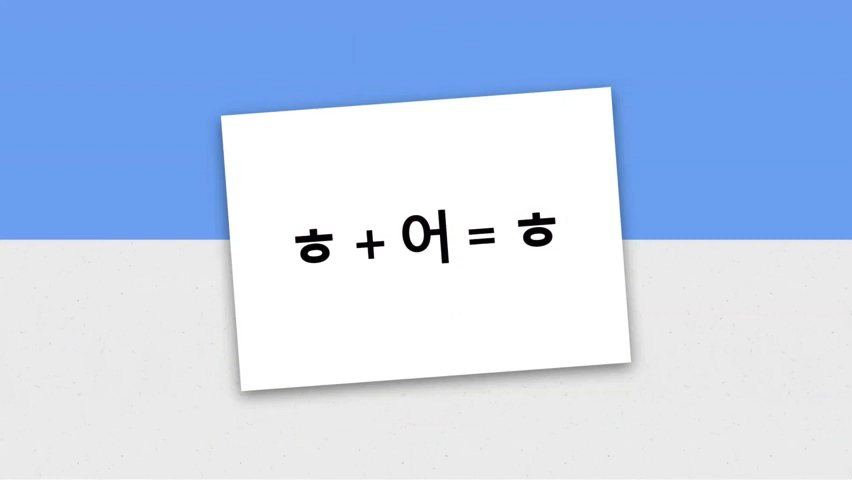 ㅎ + 어 = ㅎ